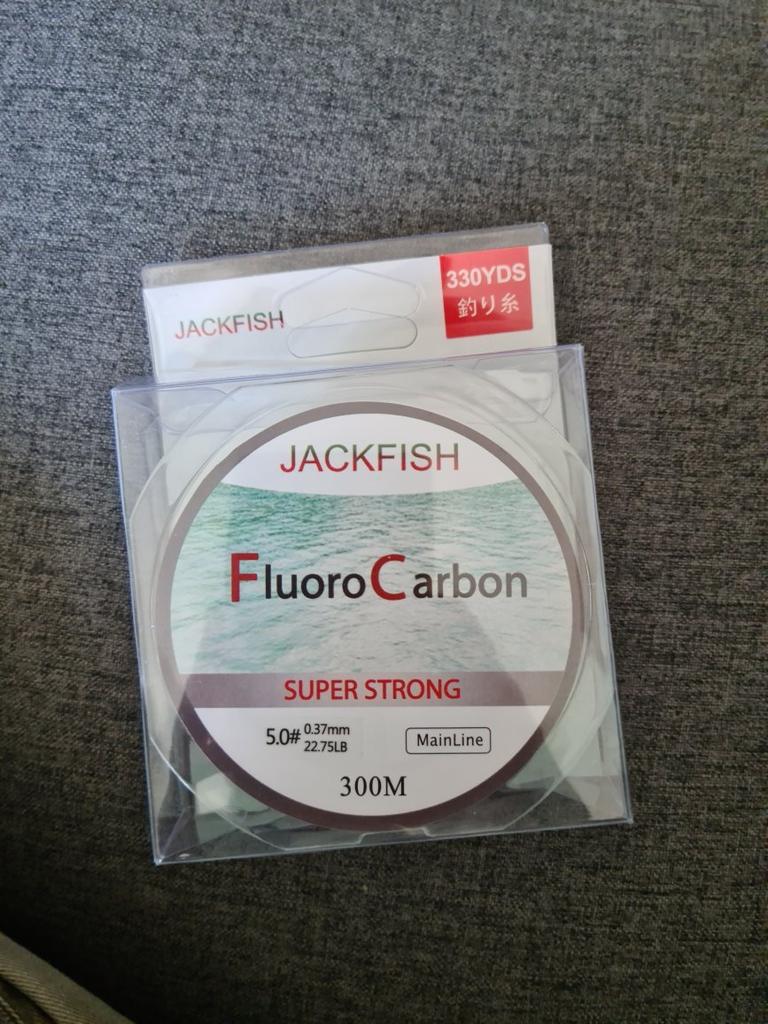 JACKFISH
330YDS
釣り糸
JACKFISH
FluoroCarbon
SUPER STRONG
5.0# 0.37mm
22.75LB
MainLine
300M